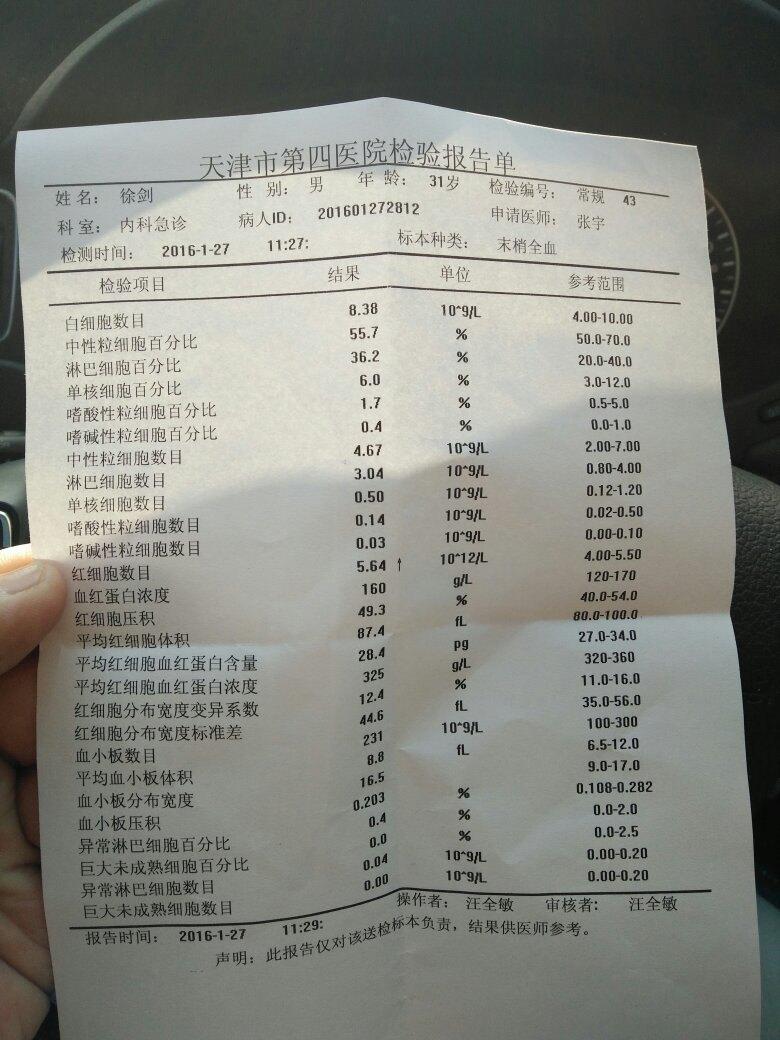 天津市第四医院检验报告单
姓名： 徐剑 性 别： 男 年 龄： 31岁 检验编号： 常规 43
科室： 内科急诊 病人ID： 201601272812 申请医师： 张宇
检测时间： 2016-1-27 11:27: 标本种类： 末梢全血
检验项目 结果 单位 参考范围
白细胞数目 8.38 10^9/L 4.00-10.00
中性粒细胞百分比 55.7 % 50.0-70.0
淋巴细胞百分比 36.2 % 20.0-40.0
单核细胞百分比 6.0 % 3.0-12.0
嗜酸性粒细胞百分比 1.7 % 0.5-5.0
嗜碱性粒细胞百分比 0.4 % 0.0-1.0
中性粒细胞数目 4.67 10^9/L 2.00-7.00
淋巴细胞数目 3.04 10^9/L 0.80-4.00
单核细胞数目 0.50 10^9/L 0.12-1.20
嗜酸性粒细胞数目 0.14 10^9/L 0.02-0.50
嗜碱性粒细胞数目 0.03 10^9/L 0.00-0.10
红细胞数目 5.64 ↑ 10^12/L 4.00-5.50
血红蛋白浓度 160 g/L 120-170
红细胞压积 49.3 % 40.0-54.0
平均红细胞体积 87.4 fL 80.0-100.0
平均红细胞血红蛋白含量 28.4 pg 27.0-34.0
平均红细胞血红蛋白浓度 325 g/L 320-360
红细胞分布宽度变异系数 12.4 % 11.0-16.0
红细胞分布宽度标准差 44.6 fL 35.0-56.0
血小板数目 231 10^9/L 100-300
平均血小板体积 8.8 fL 6.5-12.0
血小板分布宽度 16.5 9.0-17.0
血小板压积 0.203 % 0.108-0.282
异常淋巴细胞百分比 0.4 % 0.0-2.0
巨大未成熟细胞百分比 0.0 % 0.0-2.5
异常淋巴细胞数目 0.04 10^9/L 0.00-0.20
巨大未成熟细胞数目 0.00 10^9/L 0.00-0.20
操作者： 汪全敏 审核者： 汪全敏
报告时间： 2016-1-27 11:29:
声明：此报告仅对该送检标本负责，结果供医师参考。